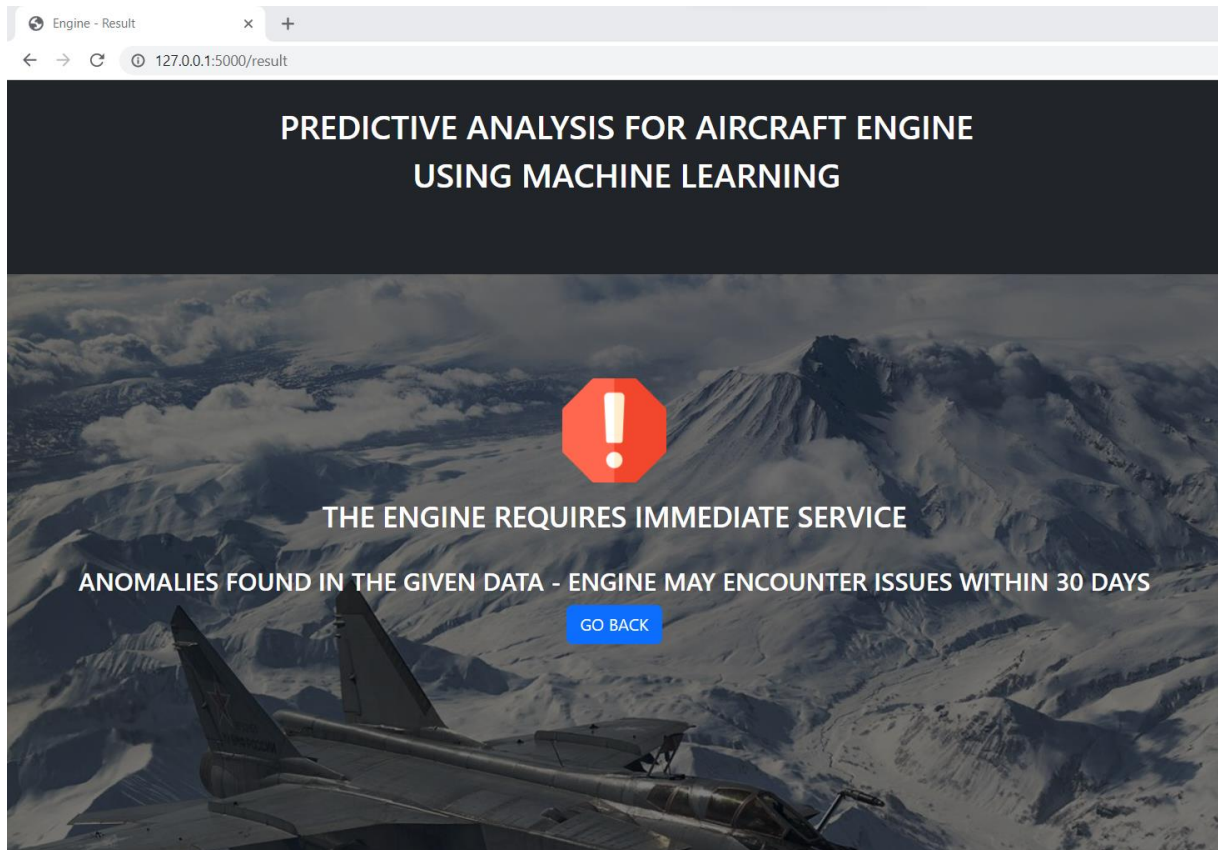 Engine - Result
127.0.0.1:5000/result
PREDICTIVE ANALYSIS FOR AIRCRAFT ENGINE
USING MACHINE LEARNING
THE ENGINE REQUIRES IMMEDIATE SERVICE
ANOMALIES FOUND IN THE GIVEN DATA - ENGINE MAY ENCOUNTER ISSUES WITHIN 30 DAYS
GO BACK